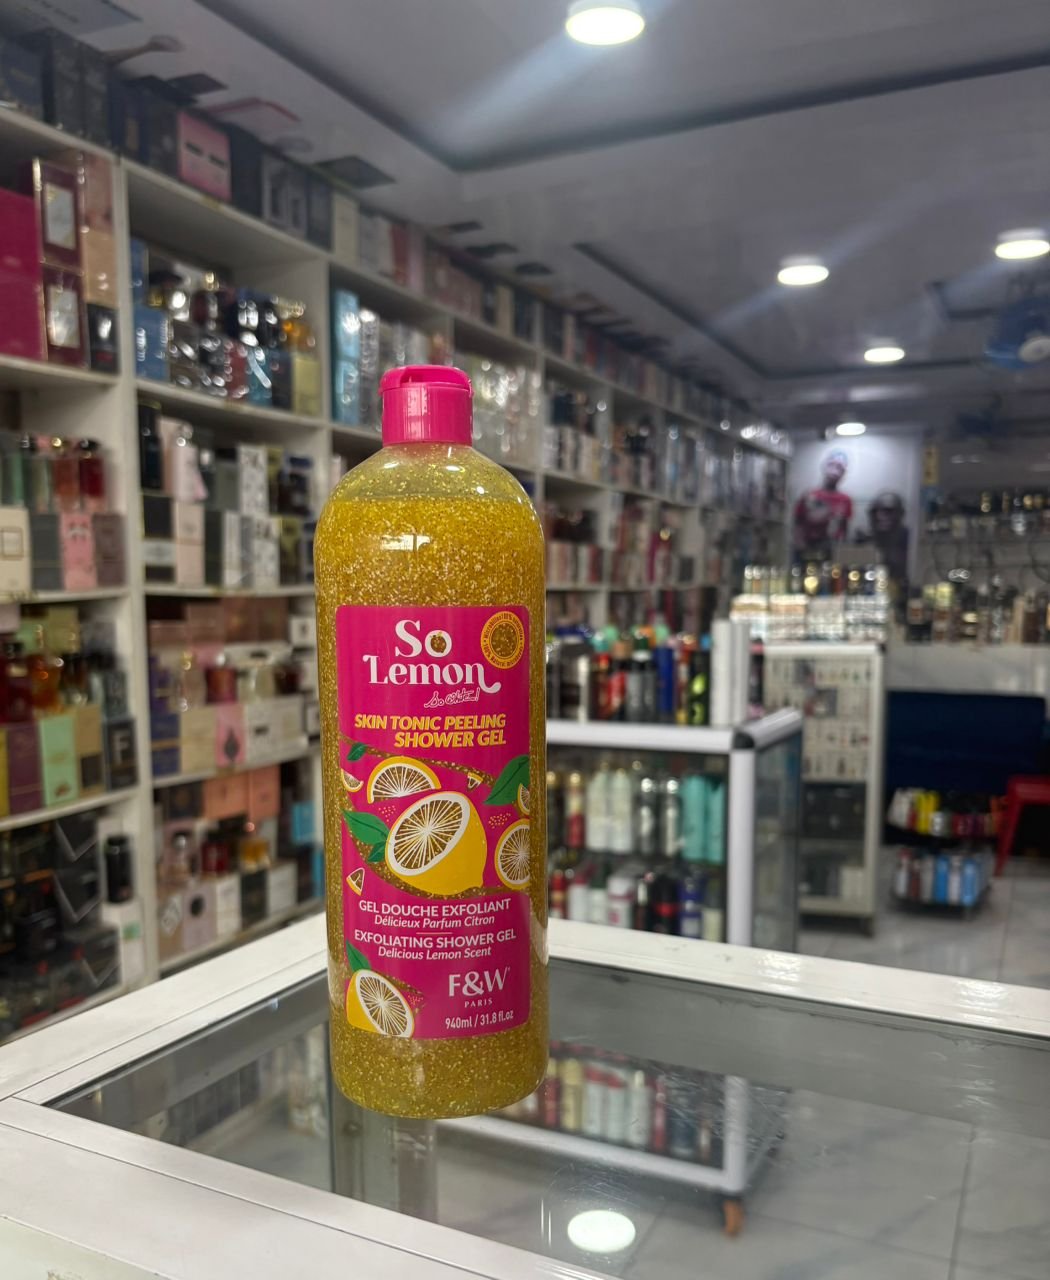 So
Lemon
So White!
SKIN TONIC PEELING
SHOWER GEL
GEL DOUCHE EXFOLIANT
Délicieux Parfum Citron
EXFOLIATING SHOWER GEL
Delicious Lemon Scent
F&W
PARIS
940ml / 31.8 fl.oz